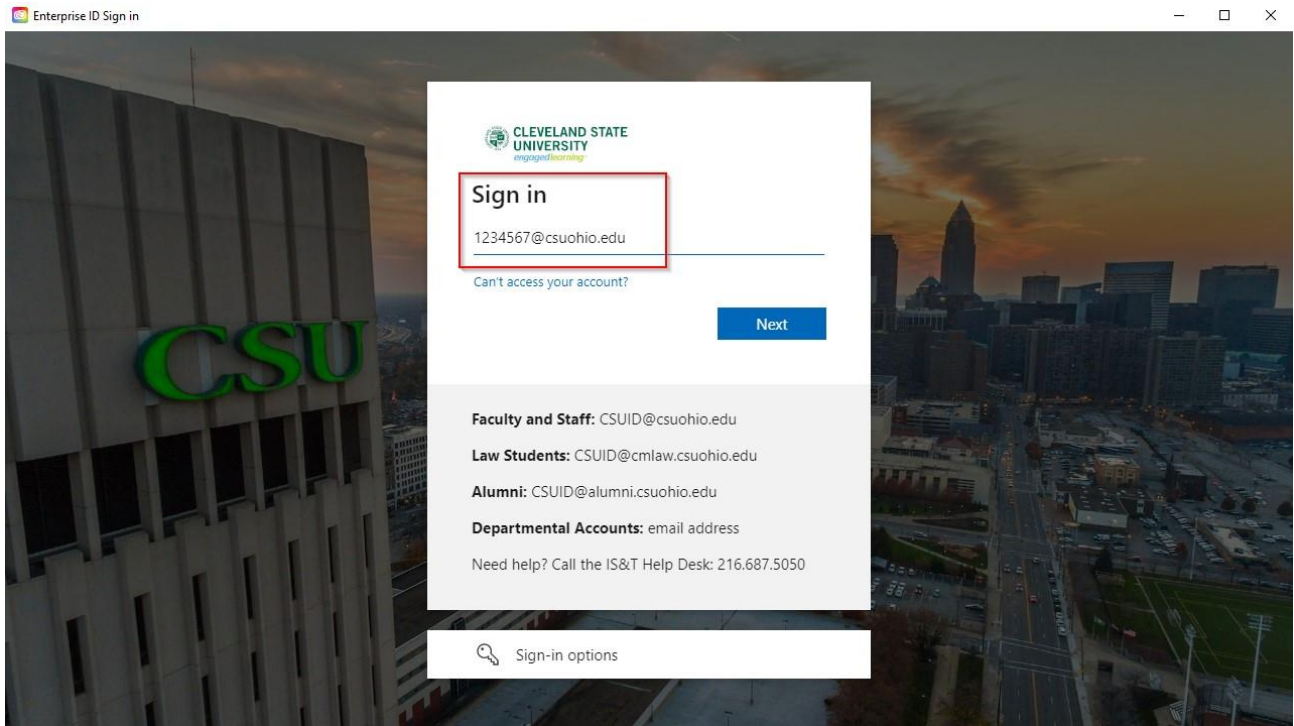 Enterprise ID Sign in
CLEVELAND STATE
UNIVERSITY
engagedlearning
Sign in
1234567@csuohio.edu
Can't access your account?
Next
CSU
Faculty and Staff: CSUID@csuohio.edu
Law Students: CSUID@cmlaw.csuohio.edu
Alumni: CSUID@alumni.csuohio.edu
Departmental Accounts: email address
Need help? Call the IS&T Help Desk: 216.687.5050
Sign-in options